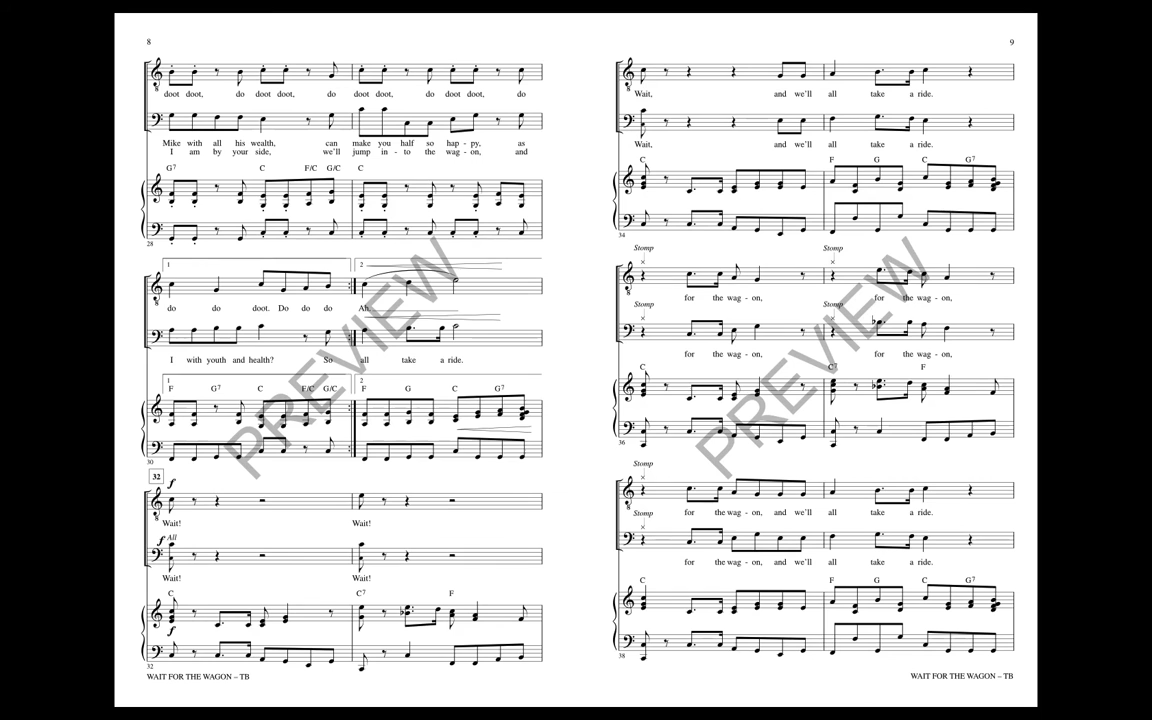 8
doot doot, do doot doot, do doot doot, do doot doot, do
Mike with all his wealth, can make you half so hap - py, as
I am by your side, we'll jump in - to the wag - on, and
G7 C F/C G/C C
28
1 2
do do doot. Do do do Ah.
I with youth and health? So all take a ride.
1 2
F G7 C F/C G/C F G C G7
30
32
f
Wait! Wait!
f All
Wait! Wait!
C C7 F
f
32
WAIT FOR THE WAGON – TB
9
Wait, and we'll all take a ride.
Wait, and we'll all take a ride.
C F G C G7
34
Stomp Stomp
for the wag - on, for the wag - on,
Stomp Stomp
for the wag - on, for the wag - on,
C C7 F
36
Stomp
for the wag - on, and we'll all take a ride.
Stomp
for the wag - on, and we'll all take a ride.
C F G C G7
38
WAIT FOR THE WAGON – TB
PREVIEW
PREVIEW